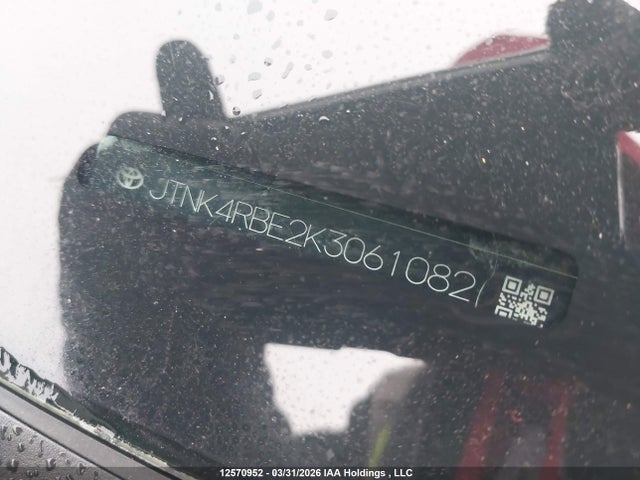 JTNK4RBE2K3061082
12570952 - 03/31/2026 IAA Holdings , LLC